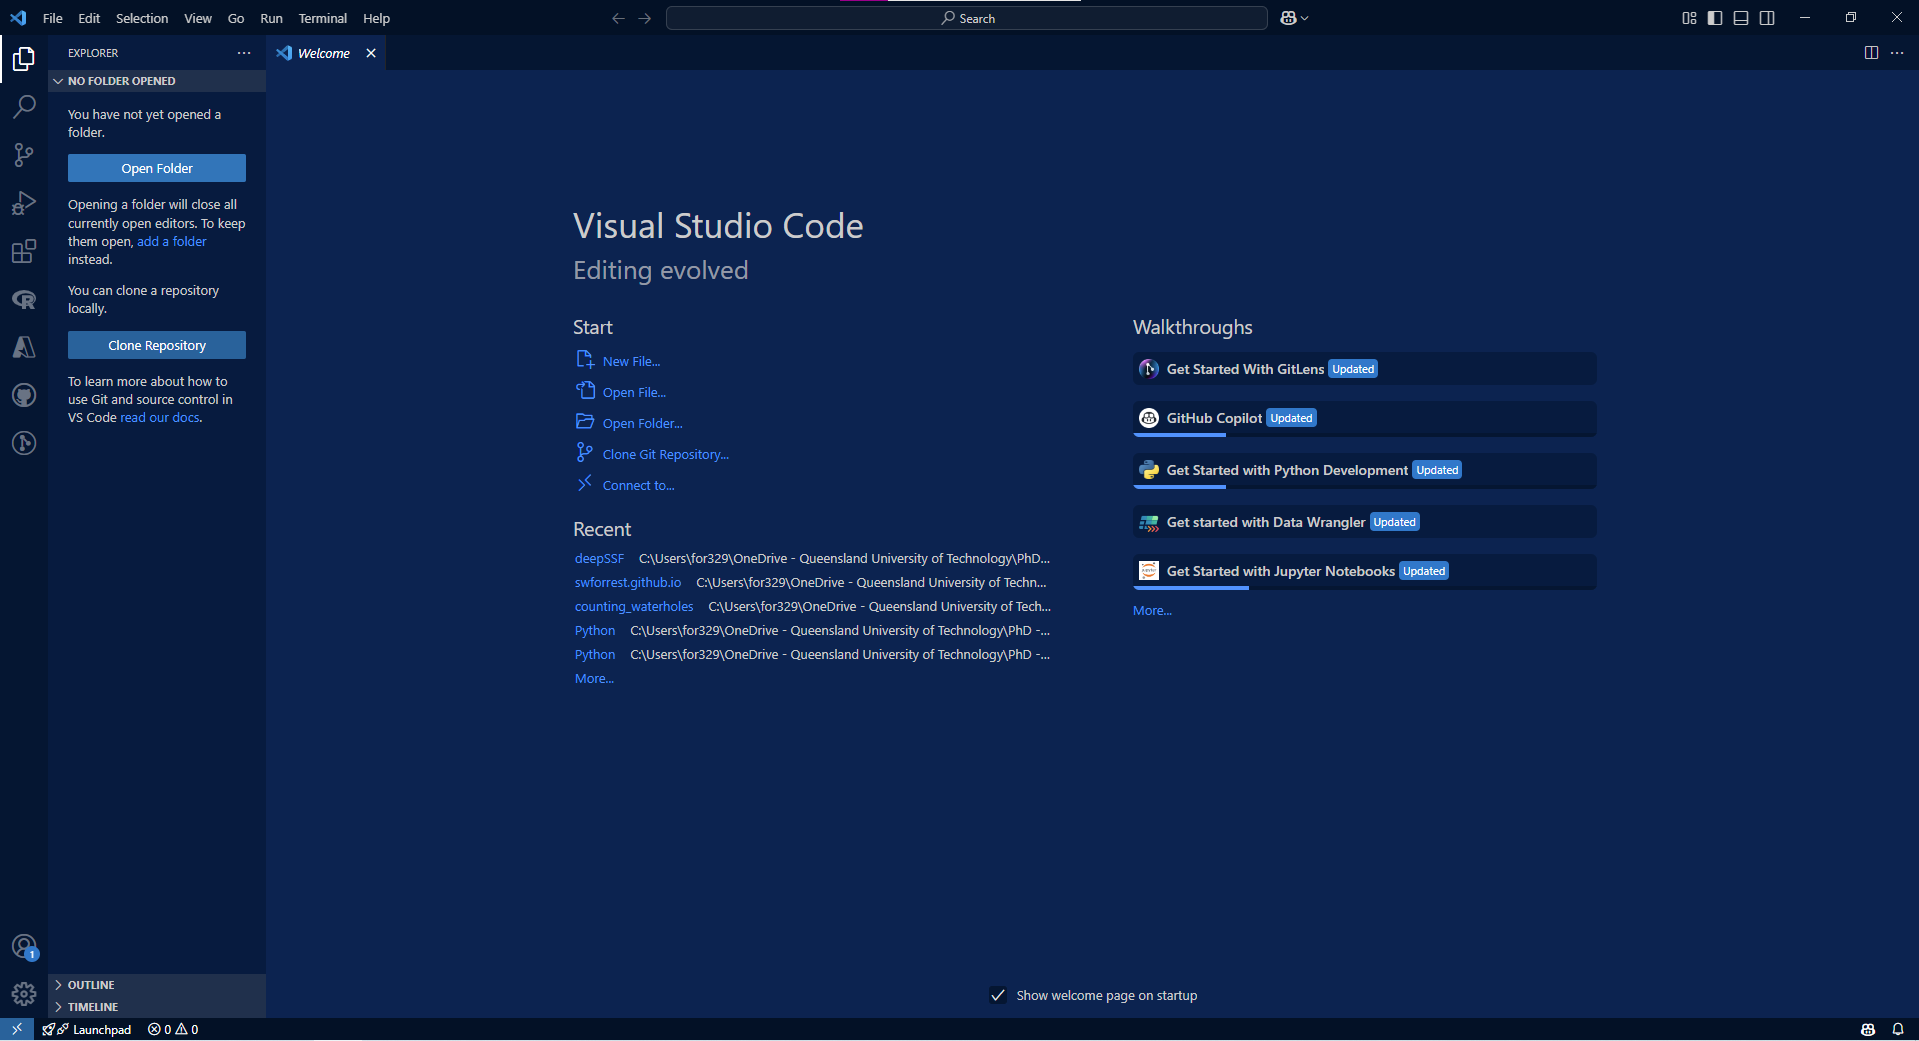 File Edit Selection View Go Run Terminal Help
Search
EXPLORER
Welcome
NO FOLDER OPENED
You have not yet opened a
folder.
Open Folder
Opening a folder will close all
currently open editors. To keep
them open, add a folder
instead.
You can clone a repository
locally.
Clone Repository
To learn more about how to
use Git and source control in
VS Code read our docs.
Visual Studio Code
Editing evolved
Start
New File...
Open File...
Open Folder...
Clone Git Repository...
Connect to...
Recent
deepSSF C:\Users\for329\OneDrive - Queensland University of Technology\PhD...
swforrest.github.io C:\Users\for329\OneDrive - Queensland University of Techn...
counting_waterholes C:\Users\for329\OneDrive - Queensland University of Tech...
Python C:\Users\for329\OneDrive - Queensland University of Technology\PhD -...
Python C:\Users\for329\OneDrive - Queensland University of Technology\PhD -...
More...
Walkthroughs
Get Started With GitLens Updated
GitHub Copilot Updated
Get Started with Python Development Updated
Get started with Data Wrangler Updated
Get Started with Jupyter Notebooks Updated
More...
Show welcome page on startup
1
OUTLINE
TIMELINE
Launchpad 0 0